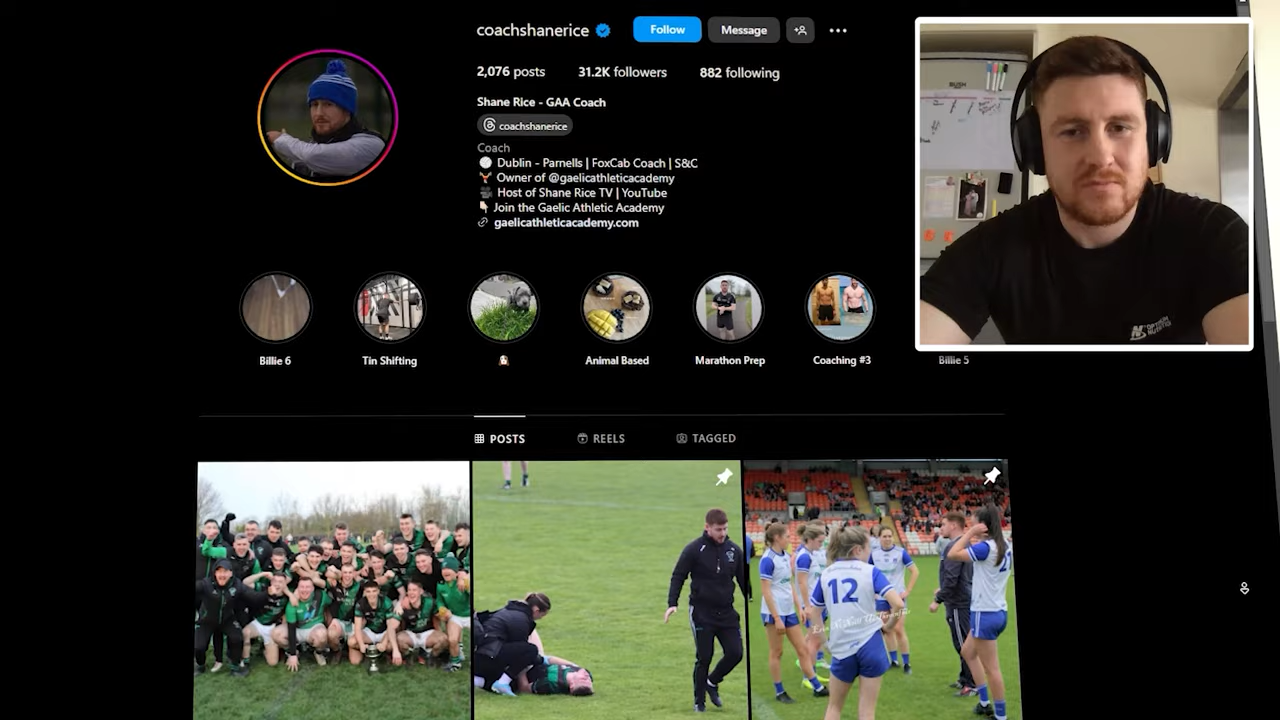 coachshanerice
Follow
Message
2,076 posts
31.2K followers
882 following
Shane Rice - GAA Coach
coachshanerice
Coach
Dublin - Parnells | FoxCab Coach | S&C
Owner of @gaelicathleticacademy
Host of Shane Rice TV | YouTube
Join the Gaelic Athletic Academy
gaelicathleticacademy.com
Billie 6
Tin Shifting
Animal Based
Marathon Prep
Coaching #3
Billie 5
POSTS
REELS
TAGGED
12